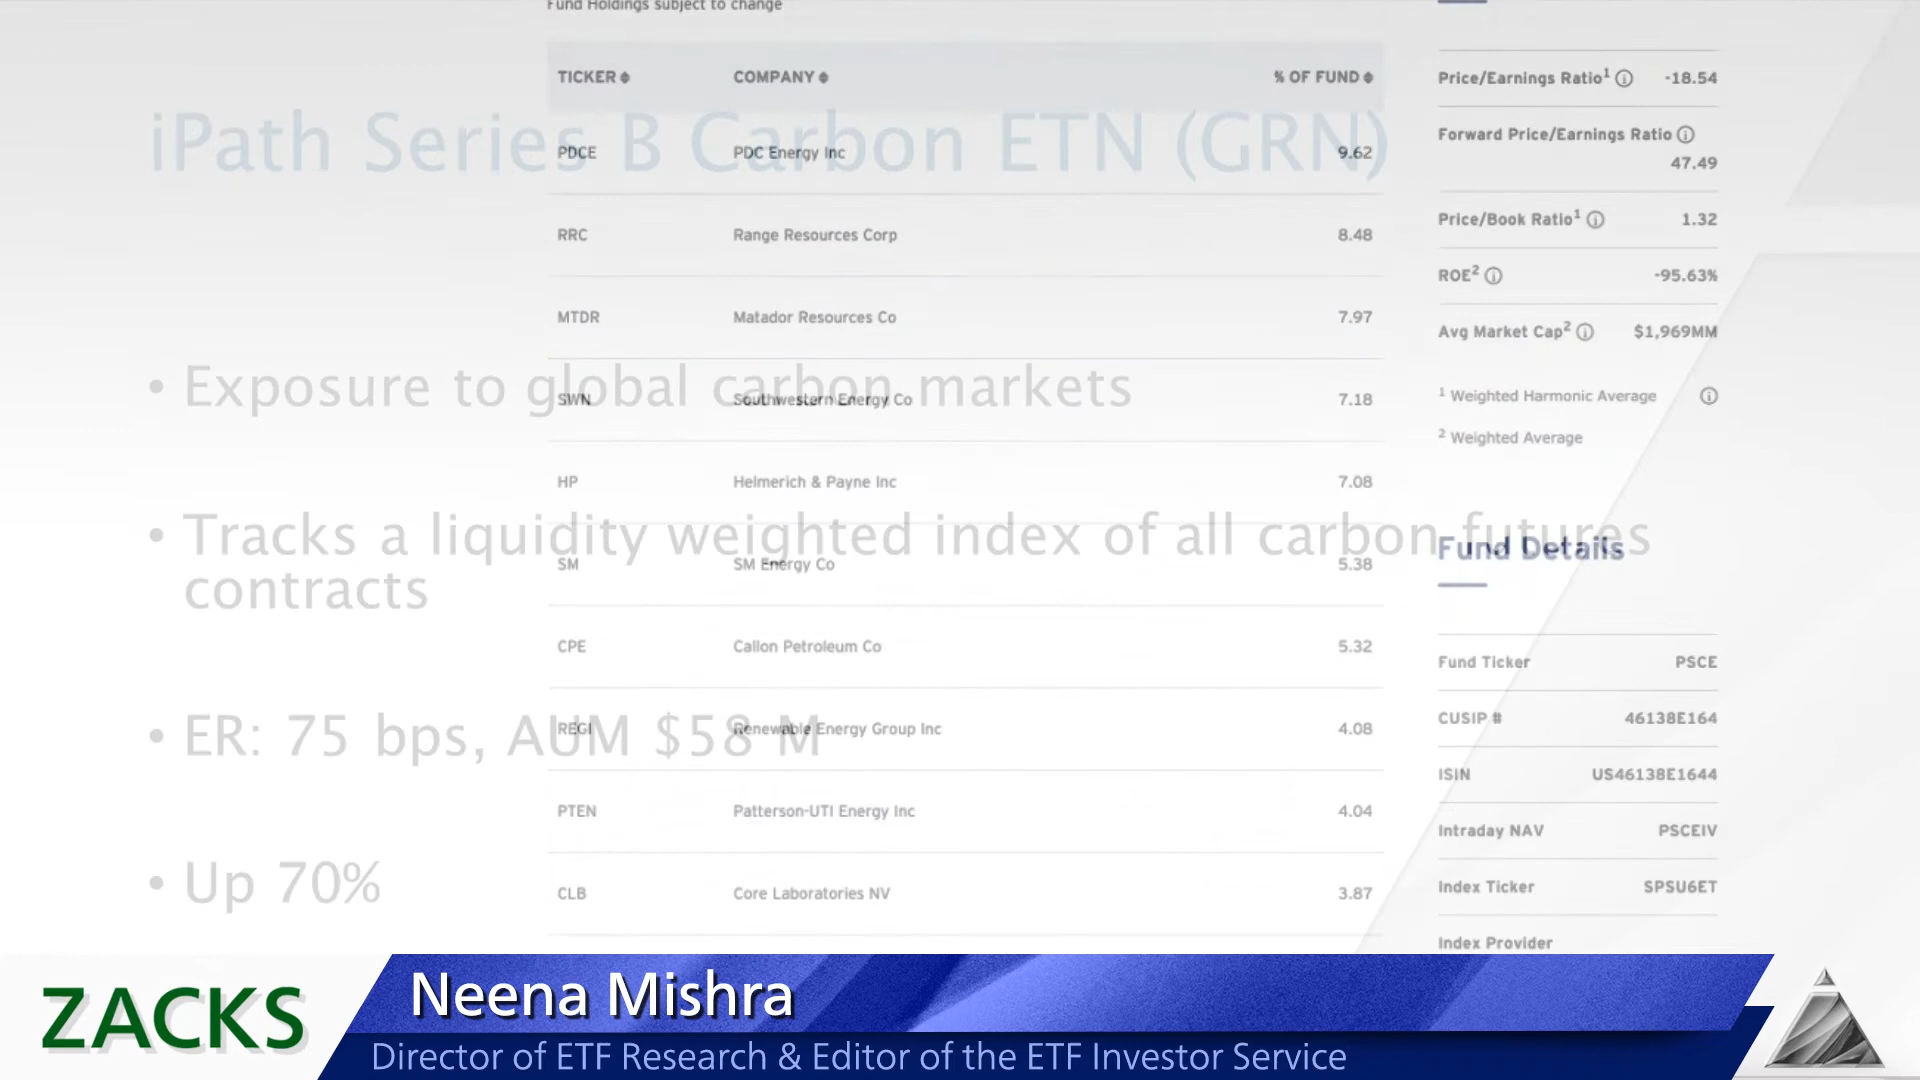 Fund Holdings subject to change
TICKER COMPANY % OF FUND
PDCE PDC Energy Inc 9.62
RRC Range Resources Corp 8.48
MTDR Matador Resources Co 7.97
SWN Southwestern Energy Co 7.18
HP Helmerich & Payne Inc 7.08
SM SM Energy Co 5.38
CPE Callon Petroleum Co 5.32
REGI Renewable Energy Group Inc 4.08
PTEN Patterson-UTI Energy Inc 4.04
CLB Core Laboratories NV 3.87
Price/Earnings Ratio1 -18.54
Forward Price/Earnings Ratio
47.49
Price/Book Ratio1 1.32
ROE2 -95.63%
Avg Market Cap2 $1,969MM
1 Weighted Harmonic Average
2 Weighted Average
Fund Details
Fund Ticker PSCE
CUSIP # 46138E164
ISIN US46138E1644
Intraday NAV PSCEIV
Index Ticker SPSU6ET
Index Provider
iPath Series B Carbon ETN (GRN)
• Exposure to global carbon markets
• Tracks a liquidity weighted index of all carbon futures
contracts
• ER: 75 bps, AUM $58 M
• Up 70%
ZACKS
Neena Mishra
Director of ETF Research & Editor of the ETF Investor Service